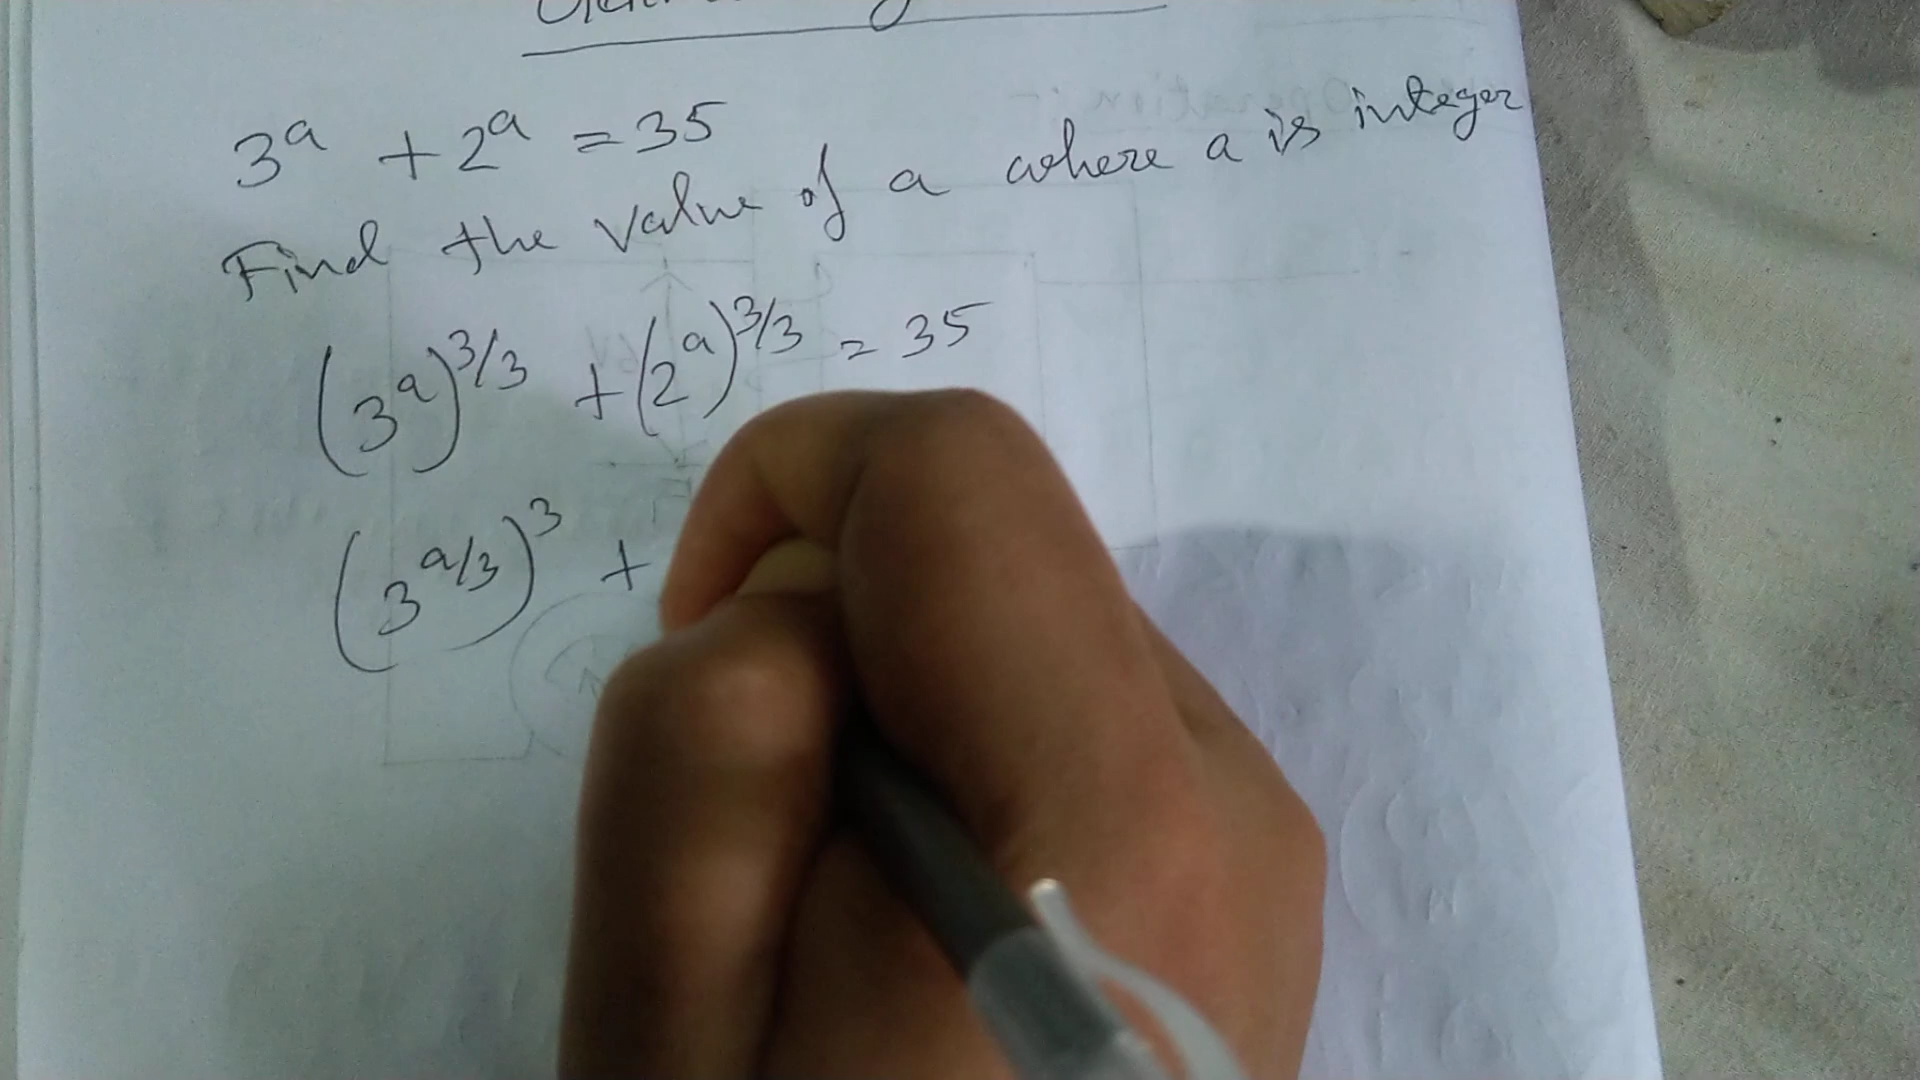 3^a + 2^a = 35
Find the value of a where a is integer
(3^a)^3/3 + (2^a)^3/3 = 35
(3^a/3)^3 +